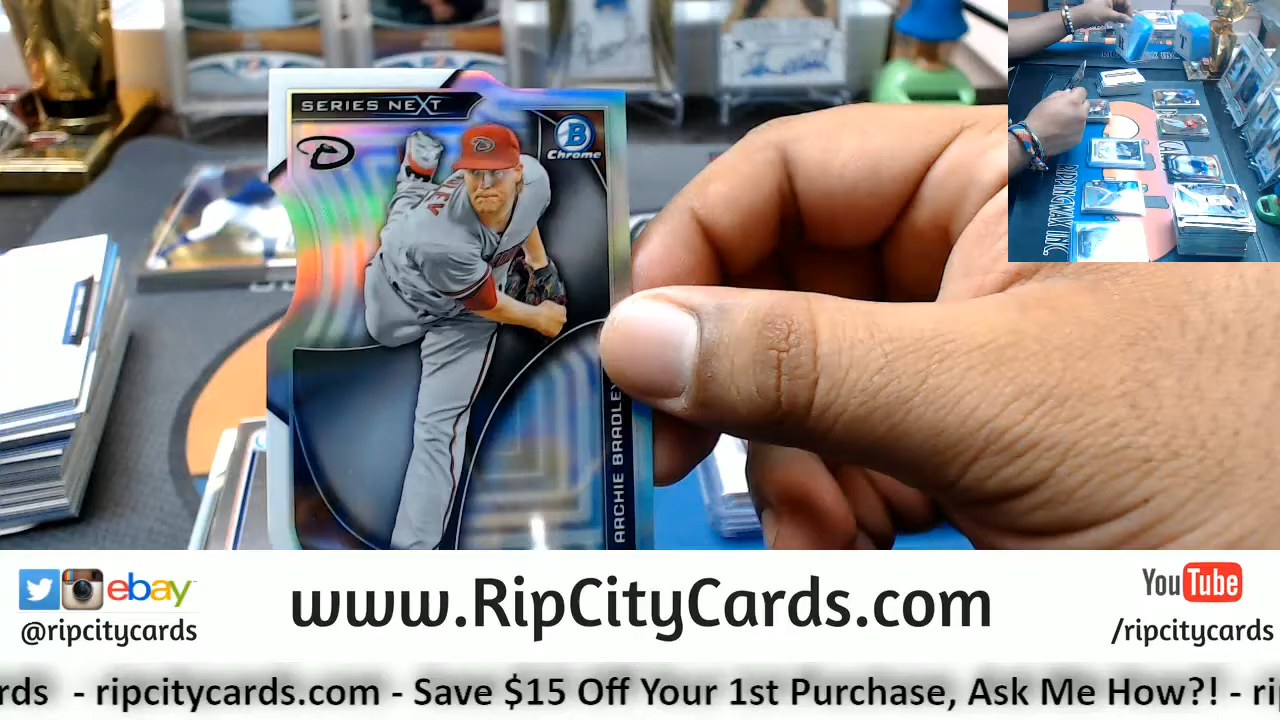 SERIES NEXT
D
B
Chrome
ARCHIE BRADLEY
ebay
@ripcitycards
www.RipCityCards.com
YouTube
/ripcitycards
rds - ripcitycards.com - Save $15 Off Your 1st Purchase, Ask Me How?! - rip